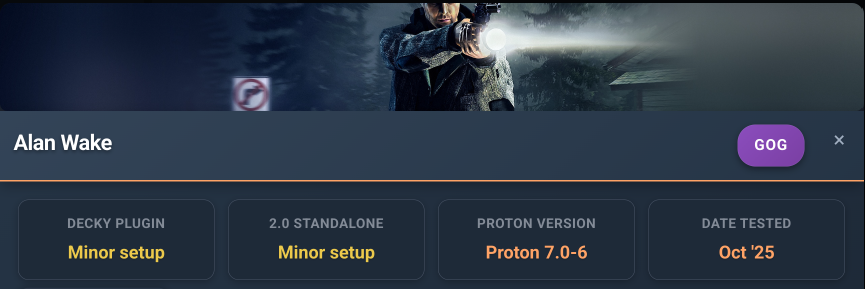 Alan Wake
GOG
×
DECKY PLUGIN
Minor setup
2.0 STANDALONE
Minor setup
PROTON VERSION
Proton 7.0-6
DATE TESTED
Oct '25